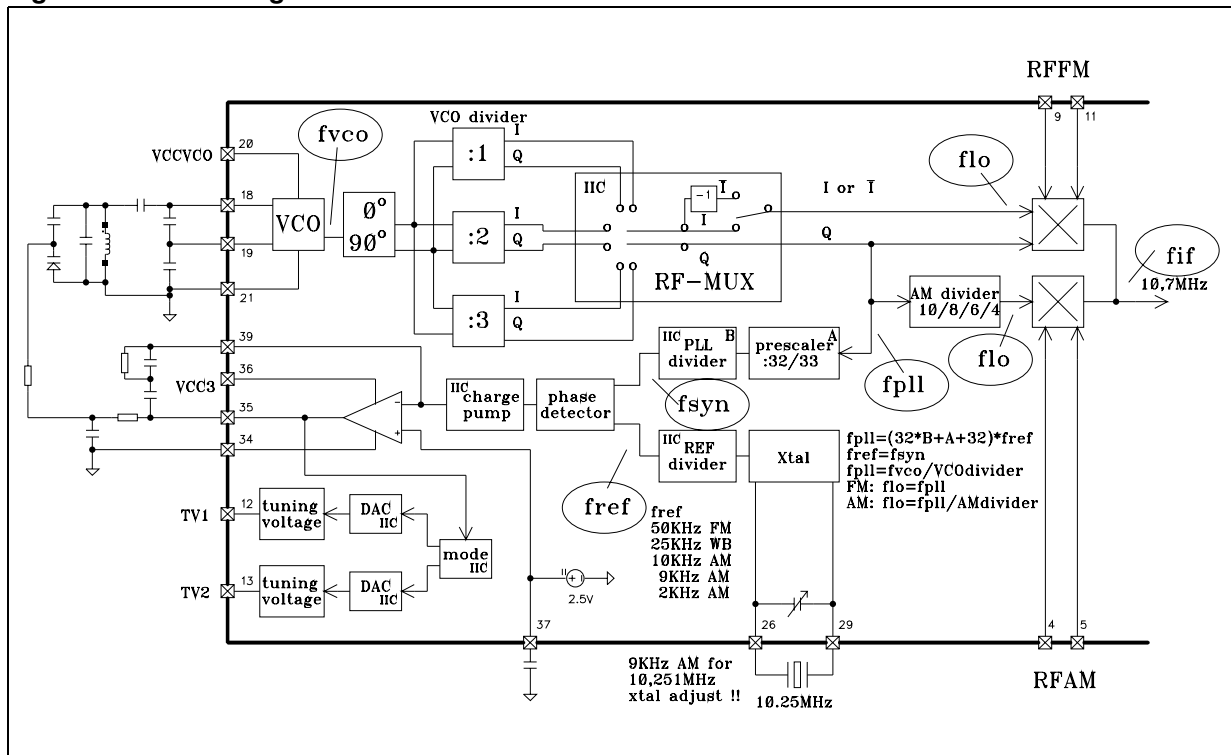 RFFM
9
11
VCO divider
fvco
20
VCCVCO
:1
I
Q
flo
IIC
-1
I
I or I̅
18
VCO
0°
90°
:2
I
Q
I
Q
Q
19
RF-MUX
fif
10,7MHz
21
:3
I
Q
AM divider
10/8/6/4
39
IIC PLL B
divider
prescaler A
:32/33
flo
fpll
VCC3
36
IIC charge
pump
phase
detector
fsyn
35
-
+
34
IIC REF
divider
Xtal
fpll=(32*B+A+32)*fref
fref=fsyn
fpll=fvco/VCOdivider
FM: flo=fpll
AM: flo=fpll/AMdivider
fref
TV1
12
tuning
voltage
DAC
IIC
fref
50KHz FM
25KHz WB
10KHz AM
9KHz AM
2KHz AM
mode
IIC
TV2
13
tuning
voltage
DAC
IIC
2.5V
37
26
29
4
5
9KHz AM for
10,251MHz
xtal adjust !!
10.25MHz
RFAM